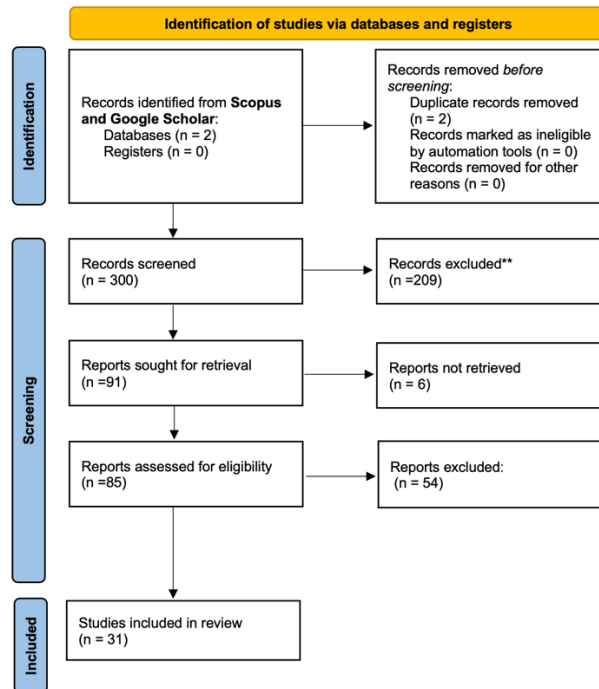 Identification of studies via databases and registers
Identification
Records identified from Scopus
and Google Scholar:
Databases (n = 2)
Registers (n = 0)
Records removed before
screening:
Duplicate records removed
(n = 2)
Records marked as ineligible
by automation tools (n = 0)
Records removed for other
reasons (n = 0)
Screening
Records screened
(n = 300)
Records excluded**
(n =209)
Reports sought for retrieval
(n =91)
Reports not retrieved
(n = 6)
Reports assessed for eligibility
(n =85)
Reports excluded:
(n = 54)
Included
Studies included in review
(n = 31)